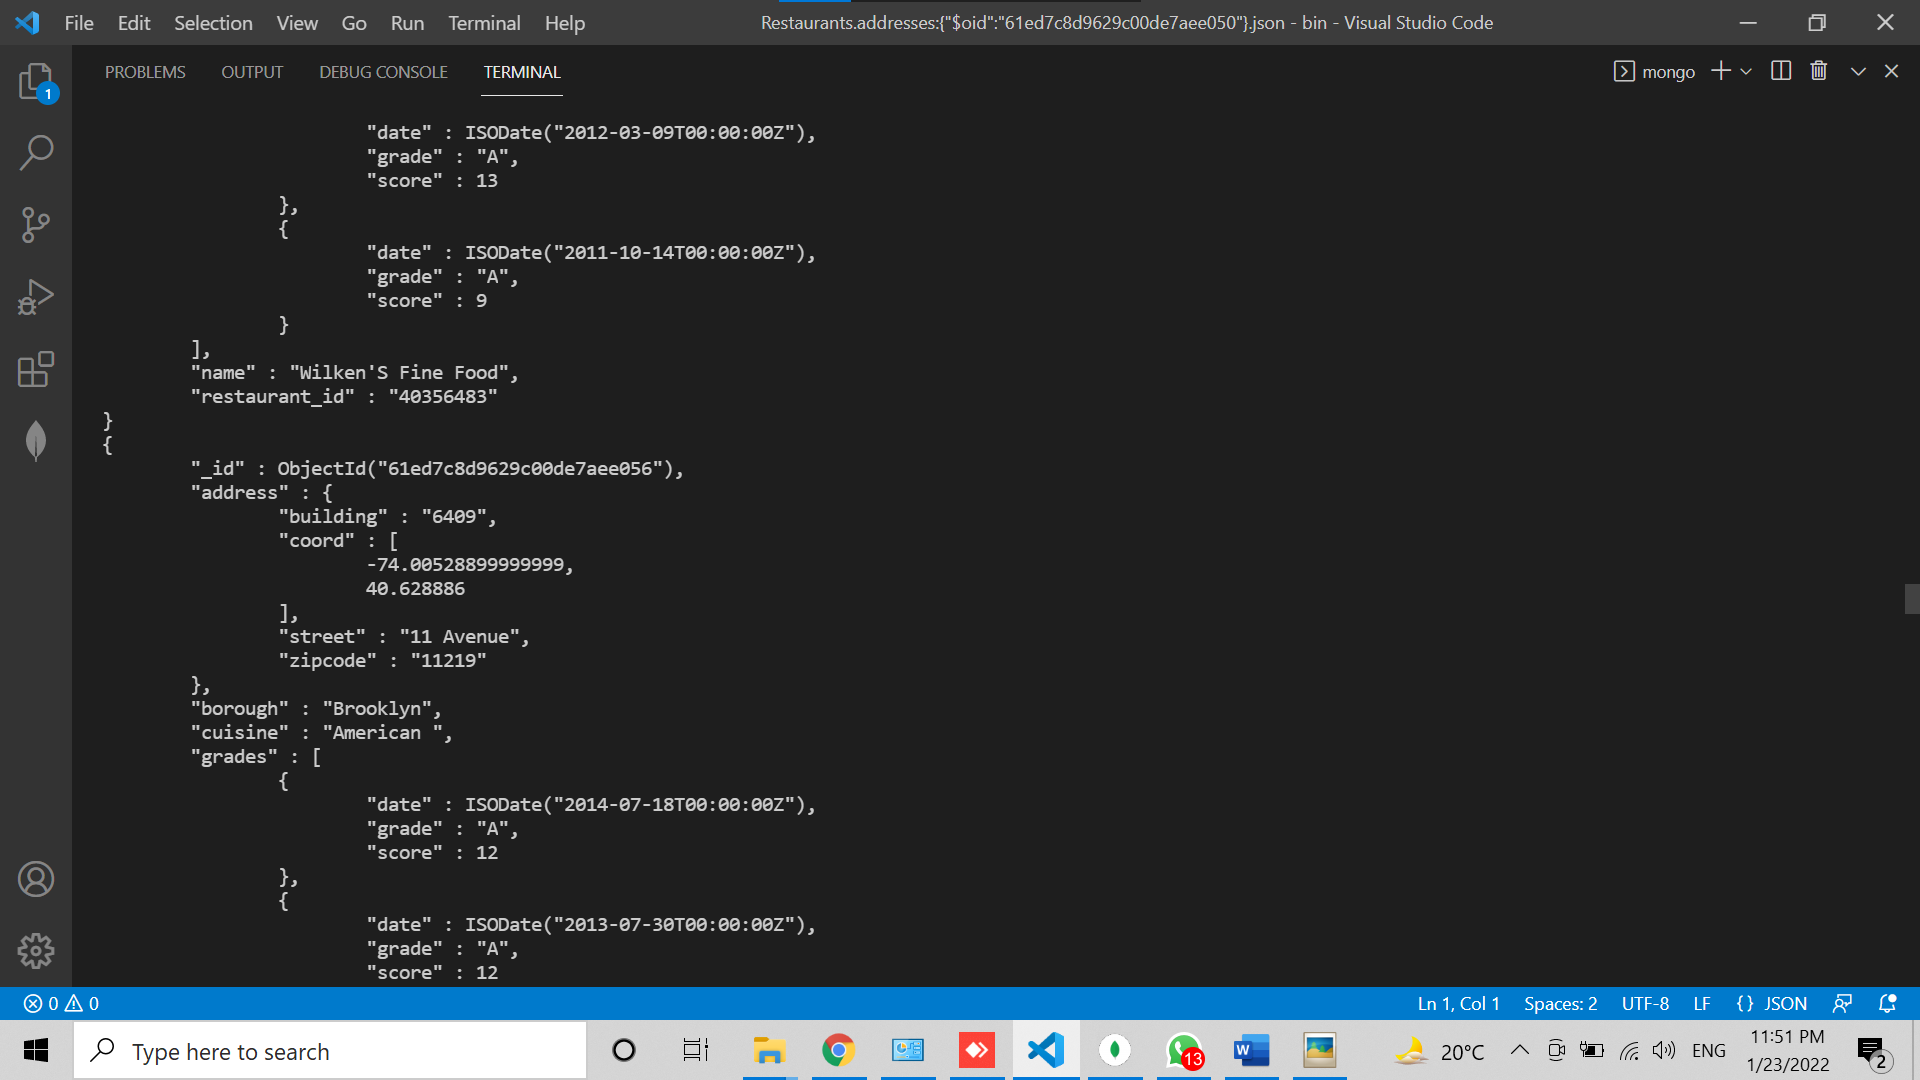 File Edit Selection View Go Run Terminal Help
Restaurants.addresses:{"$oid":"61ed7c8d9629c00de7aee050"}.json - bin - Visual Studio Code
PROBLEMS OUTPUT DEBUG CONSOLE TERMINAL
mongo
1
"date" : ISODate("2012-03-09T00:00:00Z"),
"grade" : "A",
"score" : 13
},
{
"date" : ISODate("2011-10-14T00:00:00Z"),
"grade" : "A",
"score" : 9
}
],
"name" : "Wilken'S Fine Food",
"restaurant_id" : "40356483"
}
{
"_id" : ObjectId("61ed7c8d9629c00de7aee056"),
"address" : {
"building" : "6409",
"coord" : [
-74.00528899999999,
40.628886
],
"street" : "11 Avenue",
"zipcode" : "11219"
},
"borough" : "Brooklyn",
"cuisine" : "American ",
"grades" : [
{
"date" : ISODate("2014-07-18T00:00:00Z"),
"grade" : "A",
"score" : 12
},
{
"date" : ISODate("2013-07-30T00:00:00Z"),
"grade" : "A",
"score" : 12
0 0
Ln 1, Col 1 Spaces: 2 UTF-8 LF {} JSON
Type here to search
13
W
20°C
ENG
11:51 PM
1/23/2022
2